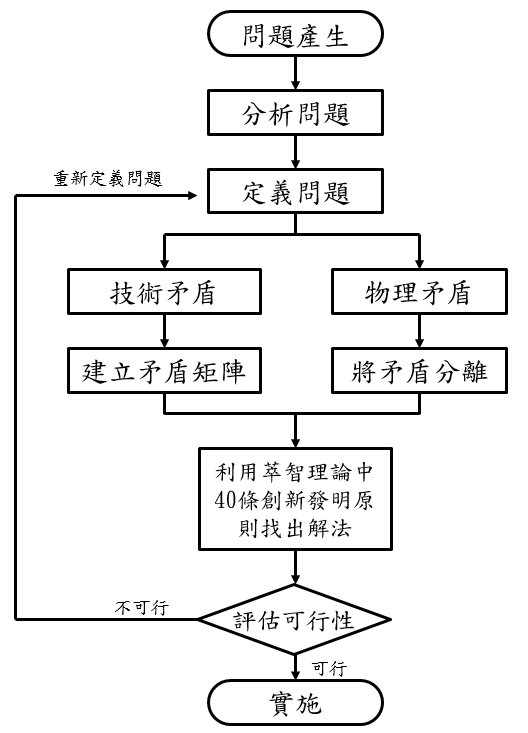 問題產生
分析問題
重新定義問題
定義問題
技術矛盾
物理矛盾
建立矛盾矩陣
將矛盾分離
利用萃智理論中
40條創新發明原
則找出解法
不可行
評估可行性
可行
實施